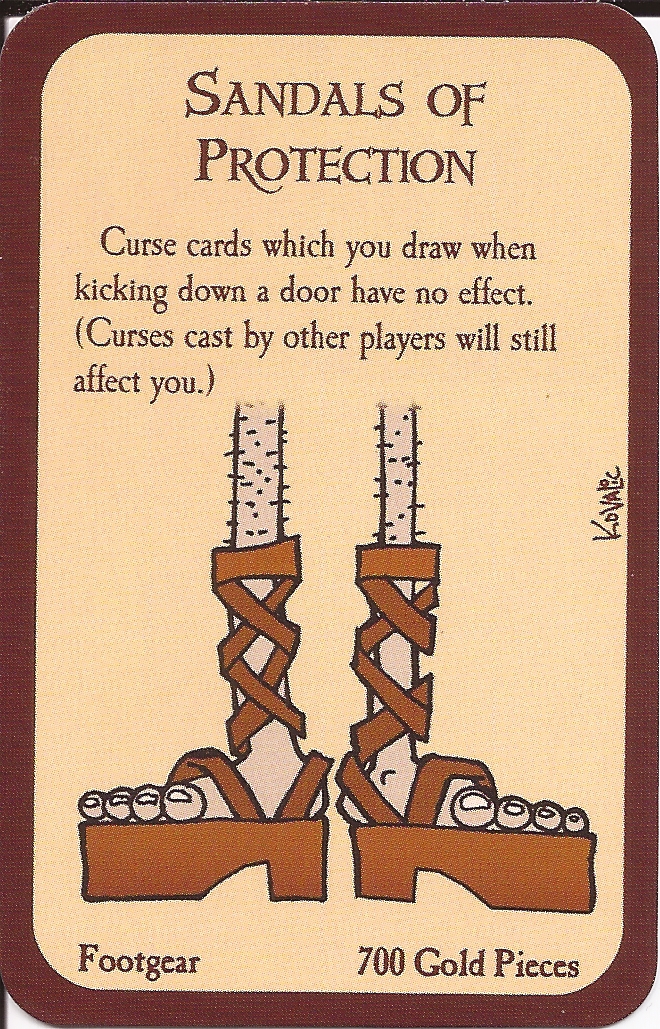 Sandals of
Protection
Curse cards which you draw when
kicking down a door have no effect.
(Curses cast by other players will still
affect you.)
Kovalic
Footgear 700 Gold Pieces